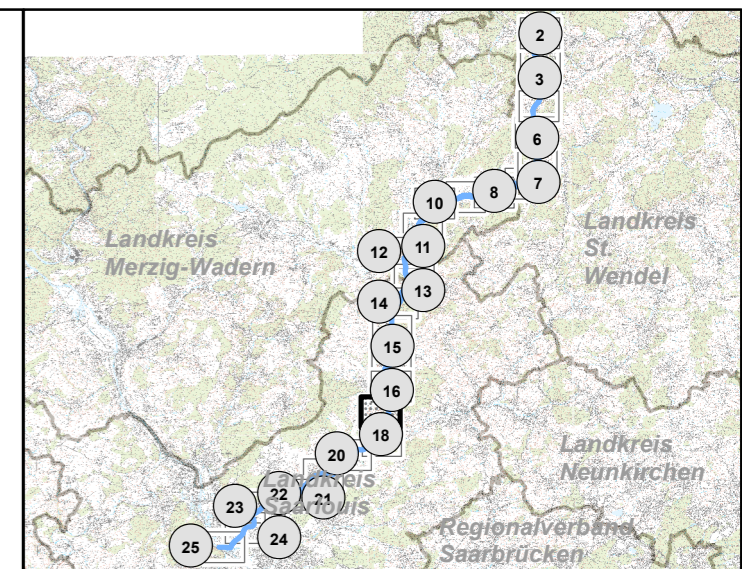 2
3
6
7
8
10
Landkreis
St.
Wendel
Landkreis
Merzig-Wadern
11
12
13
14
15
16
18
Landkreis
Neunkirchen
20
Landkreis
Saarlouis
22
21
23
24
Regionalverband
Saarbrücken
25